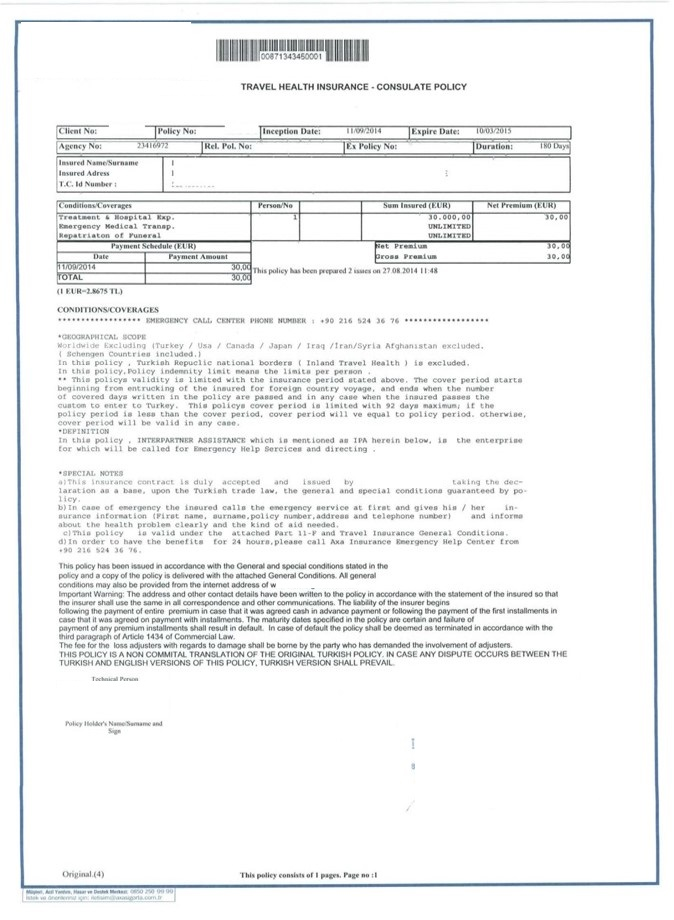 00871343460001
TRAVEL HEALTH INSURANCE - CONSULATE POLICY
Client No: Policy No: Inception Date: 11/09/2014 Expire Date: 10/03/2015
Agency No: 23416972 Rel. Pol. No: Ex Policy No: Duration: 180 Days
Insured Name/Surname
Insured Adress
T.C. Id Number :
Conditions/Coverages Person/No Sum Insured (EUR) Net Premium (EUR)
Treatment & Hospital Exp. 1 30.000,00 30,00
Emergency Medical Transp. UNLIMITED
Repatriaton of Funeral UNLIMITED
Payment Schedule (EUR) Net Premium 30,00
Date Payment Amount Gross Premium 30,00
11/09/2014 30,00 This policy has been prepared 2 issues on 27.08.2014 11:48
TOTAL 30,00
(1 EUR=2.8675 TL)
CONDITIONS/COVERAGES
****************** EMERGENCY CALL CENTER PHONE NUMBER : +90 216 524 36 76 ******************
*GEOGRAPHICAL SCOPE
Worldwide Excluding (Turkey / Usa / Canada / Japan / Iraq /Iran/Syria Afghanistan excluded.
( Schengen Countries included.)
In this policy , Turkish Repuclic national borders ( Inland Travel Health ) is excluded.
In this policy,Policy indemnity limit means the limits per person .
** This policys validity is limited with the insurance period stated above. The cover period starts
beginning from entrucking of the insured for foreign country voyage, and ends when the number
of covered days written in the policy are passed and in any case when the insured passes the
custom to enter to Turkey. This policys cover period is limited with 92 days maximum; if the
policy period is less than the cover period, cover period will ve equal to policy period. otherwise,
cover period will be valid in any case.
*DEFINITION
In this policy , INTERPARTNER ASSISTANCE which is mentioned as IPA herein below, is the enterprise
for which will be called for Emergency Help Sercices and directing .
*SPECIAL NOTES
a)This insurance contract is duly accepted and issued by taking the dec-
laration as a base, upon the Turkish trade law, the general and special conditions quaranteed by po-
licy.
b)In case of emergency the insured calls the emergency service at first and gives his / her in-
surance information (First name, surname,policy number,address and telephone number) and informs
about the health problem clearly and the kind of aid needed.
c)This policy is valid under the attached Part 11-F and Travel Insurance General Conditions.
d)In order to have the benefits for 24 hours,please call Axa Insurance Emergency Help Center from
+90 216 524 36 76.
This policy has been issued in accordance with the General and special conditions stated in the
policy and a copy of the policy is delivered with the attached General Conditions. All general
conditions may also be provided from the internet address of w
Important Warning: The address and other contact details have been written to the policy in accordance with the statement of the insured so that
the insurer shall use the same in all correspondence and other communications. The liability of the insurer begins
following the payment of entire premium in case that it was agreed cash in advance payment or following the payment of the first installments in
case that it was agreed on payment with installments. The maturity dates specified in the policy are certain and failure of
payment of any premium installments shall result in default. In case of default the policy shall be deemed as terminated in accordance with the
third paragraph of Article 1434 of Commercial Law.
The fee for the loss adjusters with regards to damage shall be borne by the party who has demanded the involvement of adjusters.
THIS POLICY IS A NON COMMITAL TRANSLATION OF THE ORIGINAL TURKISH POLICY. IN CASE ANY DISPUTE OCCURS BETWEEN THE
TURKISH AND ENGLISH VERSIONS OF THIS POLICY, TURKISH VERSION SHALL PREVAIL.
Technical Person
Policy Holder's Name/Surname and
Sign
Original.(4) This policy consists of 1 pages. Page no :1